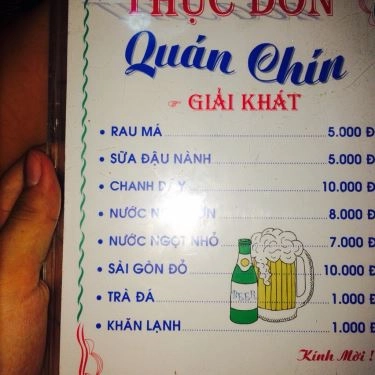 THỰC ĐƠN
Quán Chín
GIẢI KHÁT
• RAU MÁ 5.000 Đ
• SỮA ĐẬU NÀNH 5.000 Đ
• CHANH DÂY 10.000 Đ
• NƯỚC 8.000 Đ
• NƯỚC NGỌT NHỎ 7.000 Đ
• SÀI GÒN ĐỎ 10.000 Đ
• TRÀ ĐÁ 1.000 Đ
• KHĂN LẠNH 1.000 Đ
BEER
Kính Mời !